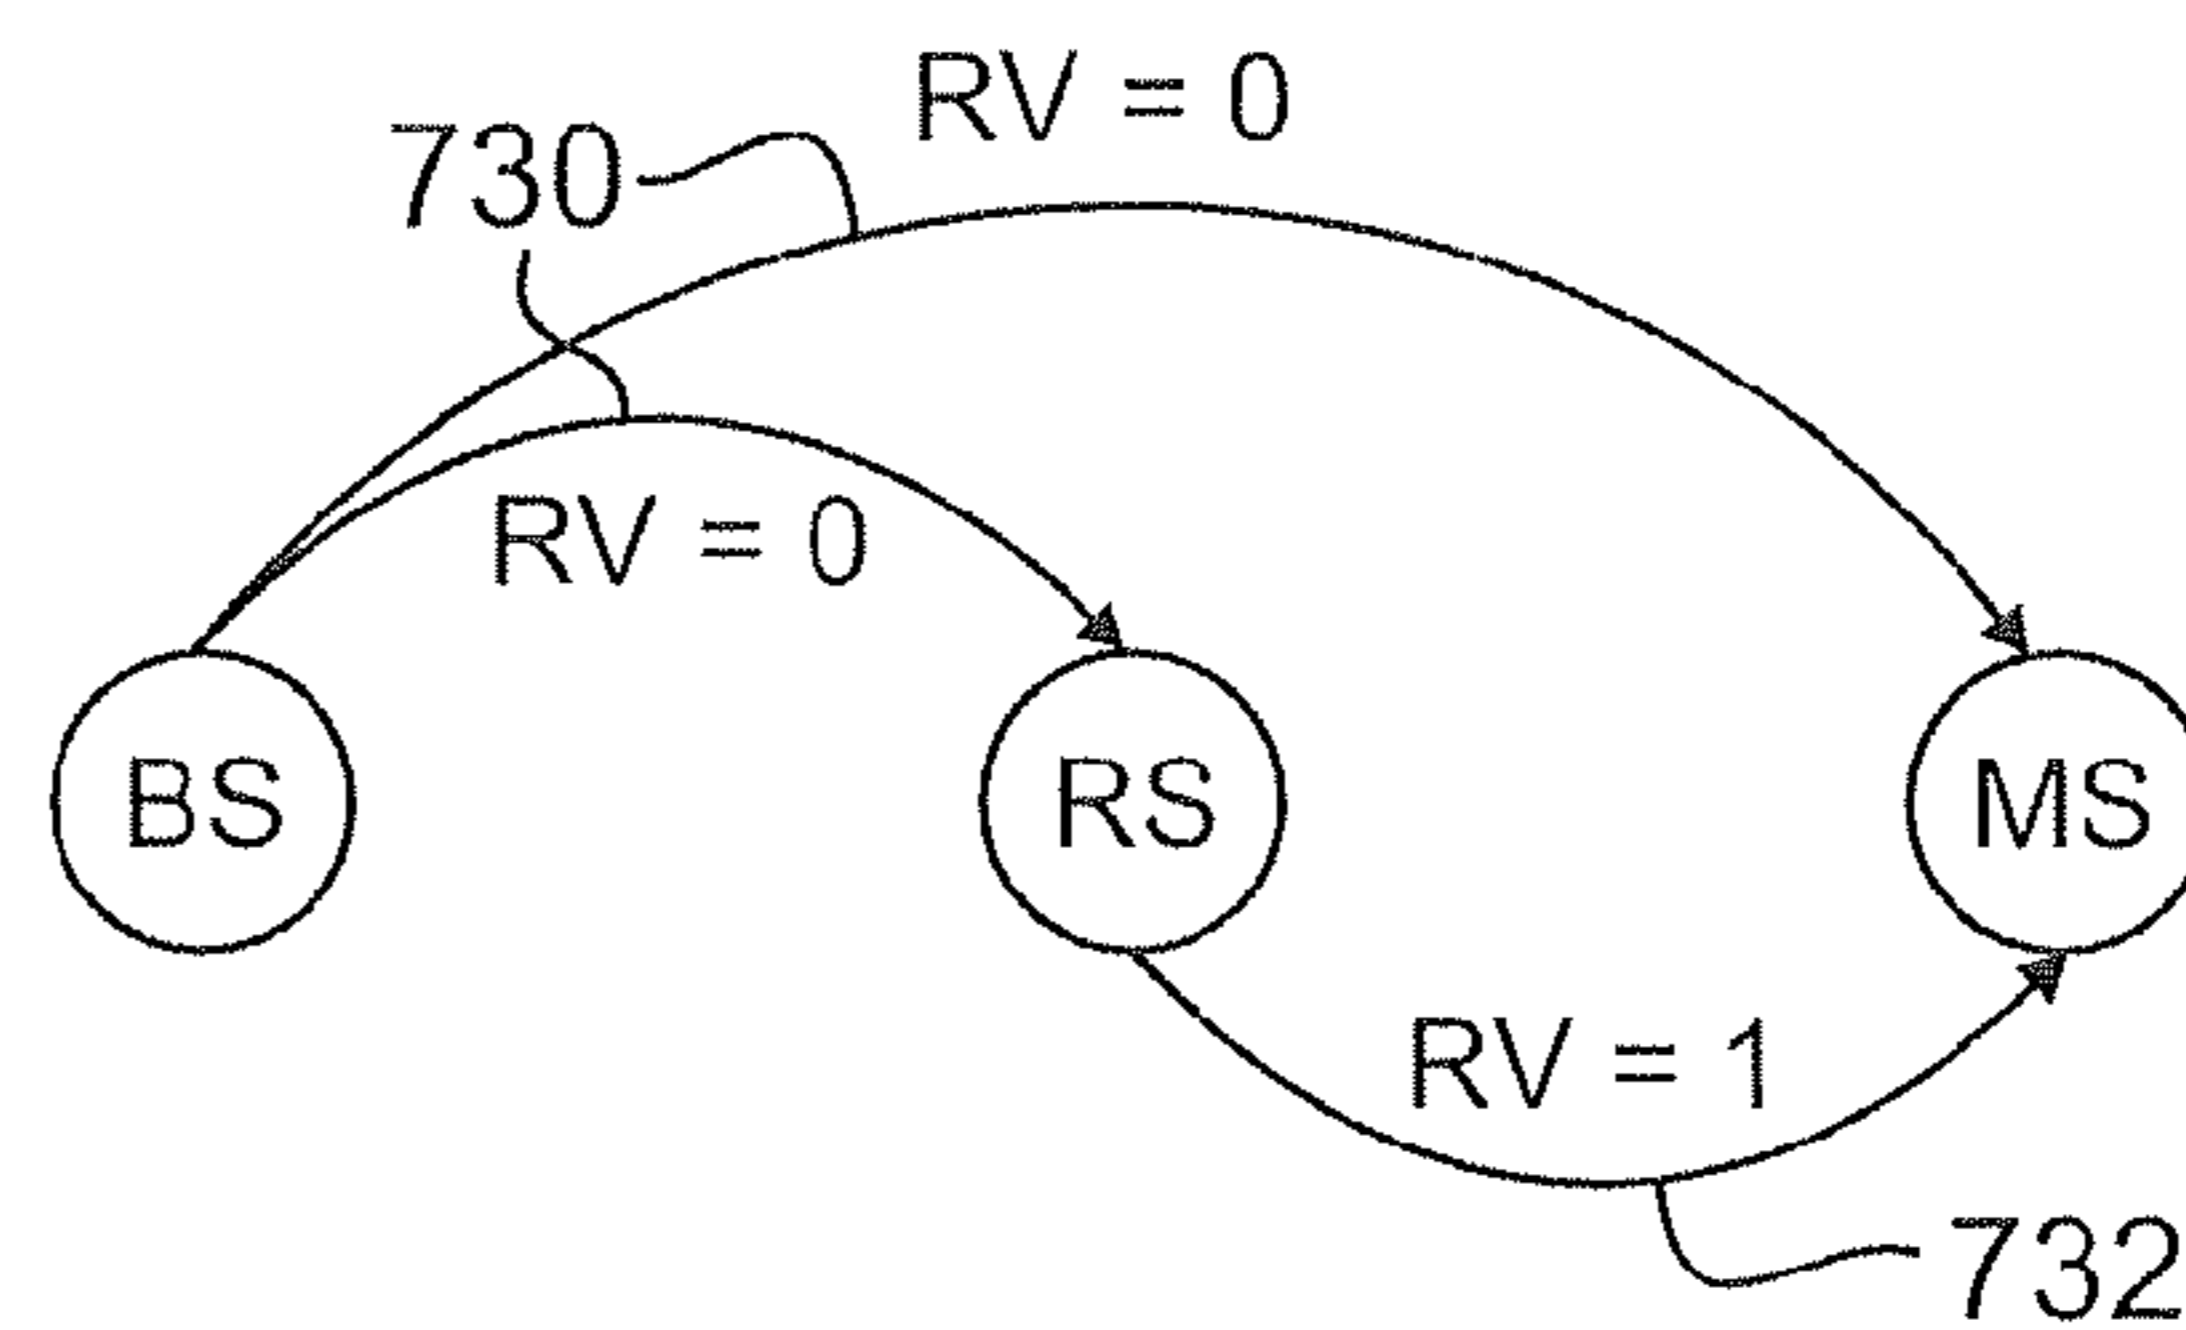 RV = 0
730
RV = 0
BS
RS
MS
RV = 1
732